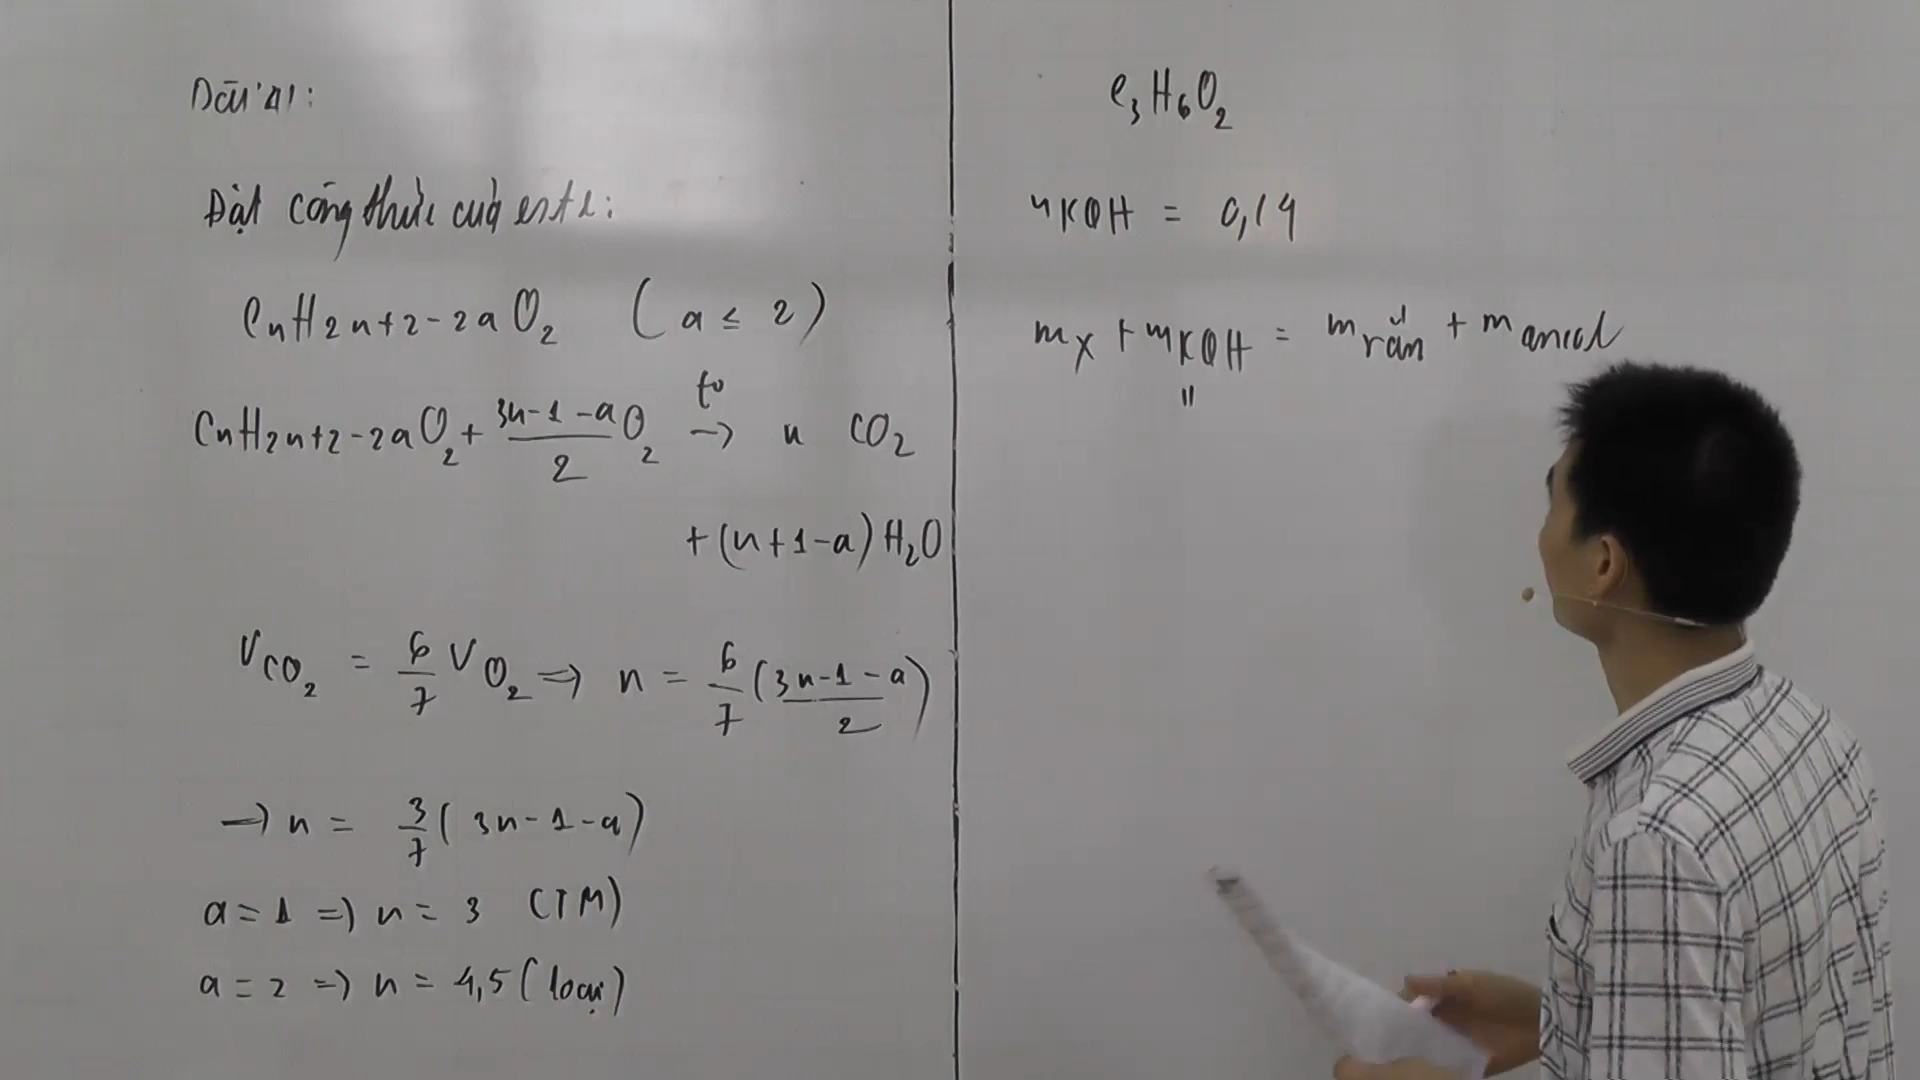 Bài 41:
Đặt công thức của este:
CnH2n+2-2aO2 (a ≤ 2)
CnH2n+2-2aO2 + (3n-1-a)/2 O2 t° → n CO2
+ (n+1-a) H2O
VCO2 = 6/7 VO2 => n = 6/7 (3n-1-a)/2
→ n = 3/7 (3n-1-a)
a = 1 => n = 3 (TM)
a = 2 => n = 4,5 (loại)
C3H6O2
nKOH = 0,14
mX + mKOH = mrắn + mancol
"